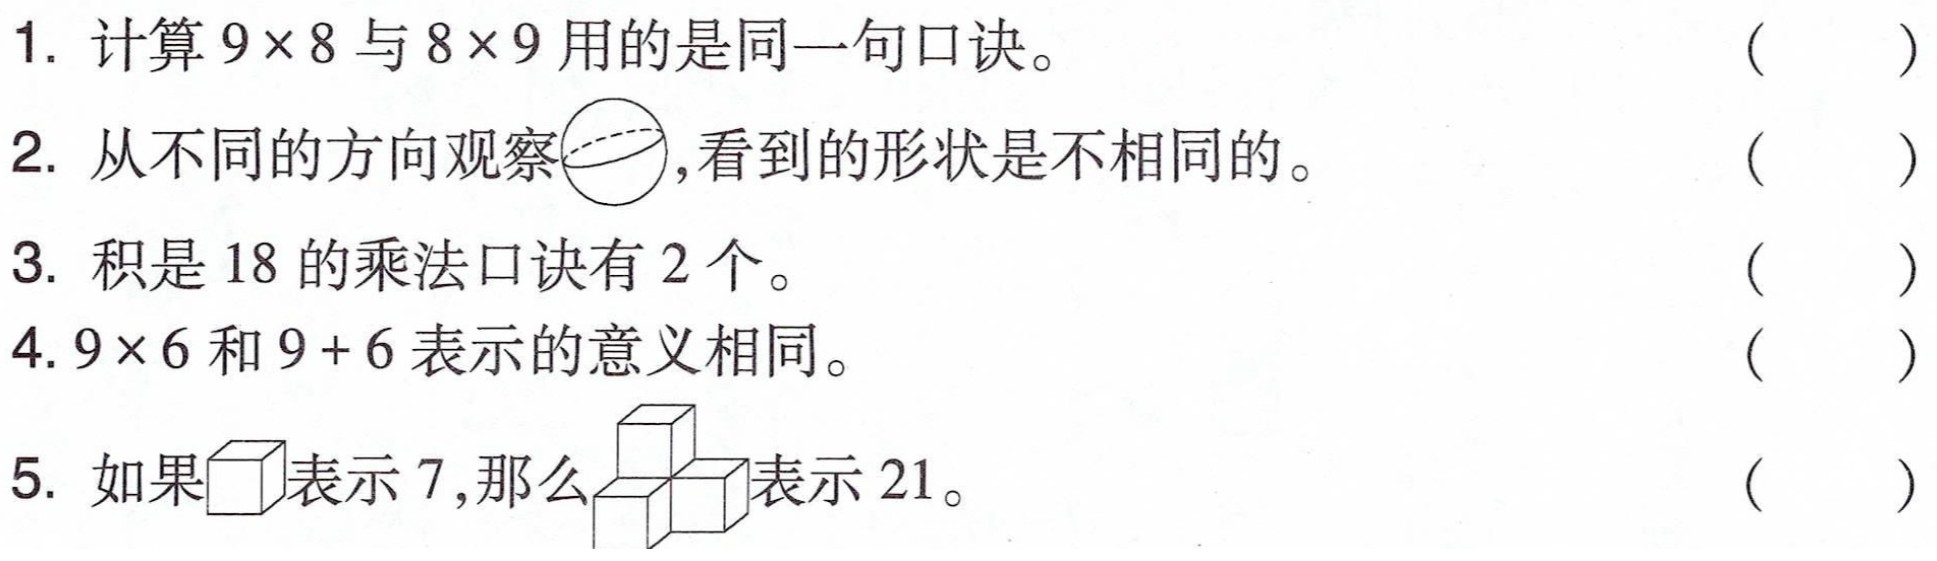 1. 计算 9×8 与 8×9 用的是同一句口诀。 ( )
2. 从不同的方向观察,看到的形状是不相同的。 ( )
3. 积是 18 的乘法口诀有 2 个。 ( )
4. 9×6 和 9+6 表示的意义相同。 ( )
5. 如果表示 7,那么表示 21。 ( )